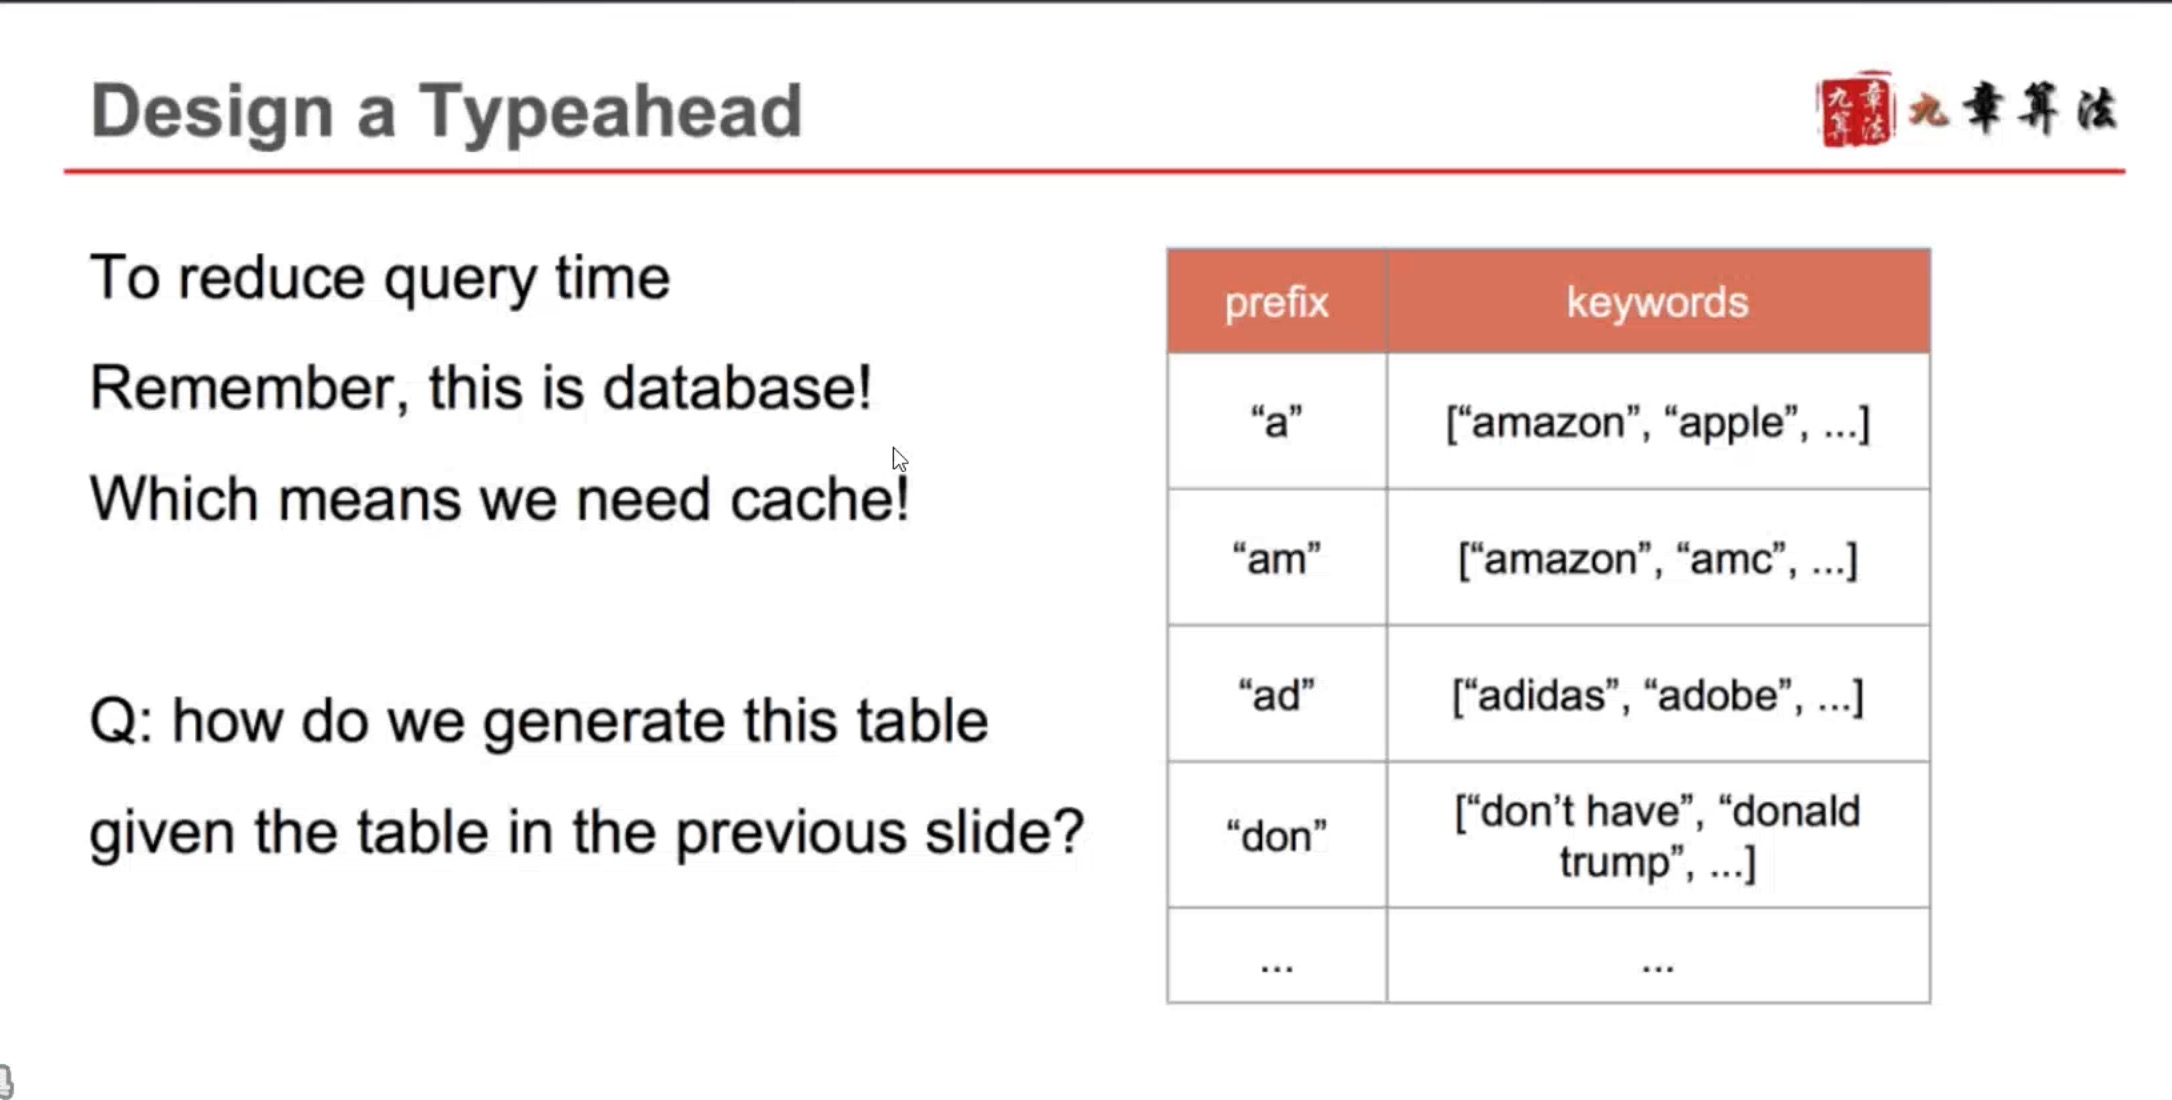 Design a Typeahead
九章
算法
九章算法
To reduce query time
Remember, this is database!
Which means we need cache!
Q: how do we generate this table
given the table in the previous slide?
prefix keywords
“a” [“amazon”, “apple”, ...]
“am” [“amazon”, “amc”, ...]
“ad” [“adidas”, “adobe”, ...]
“don” [“don’t have”, “donald
trump”, ...]
... ...